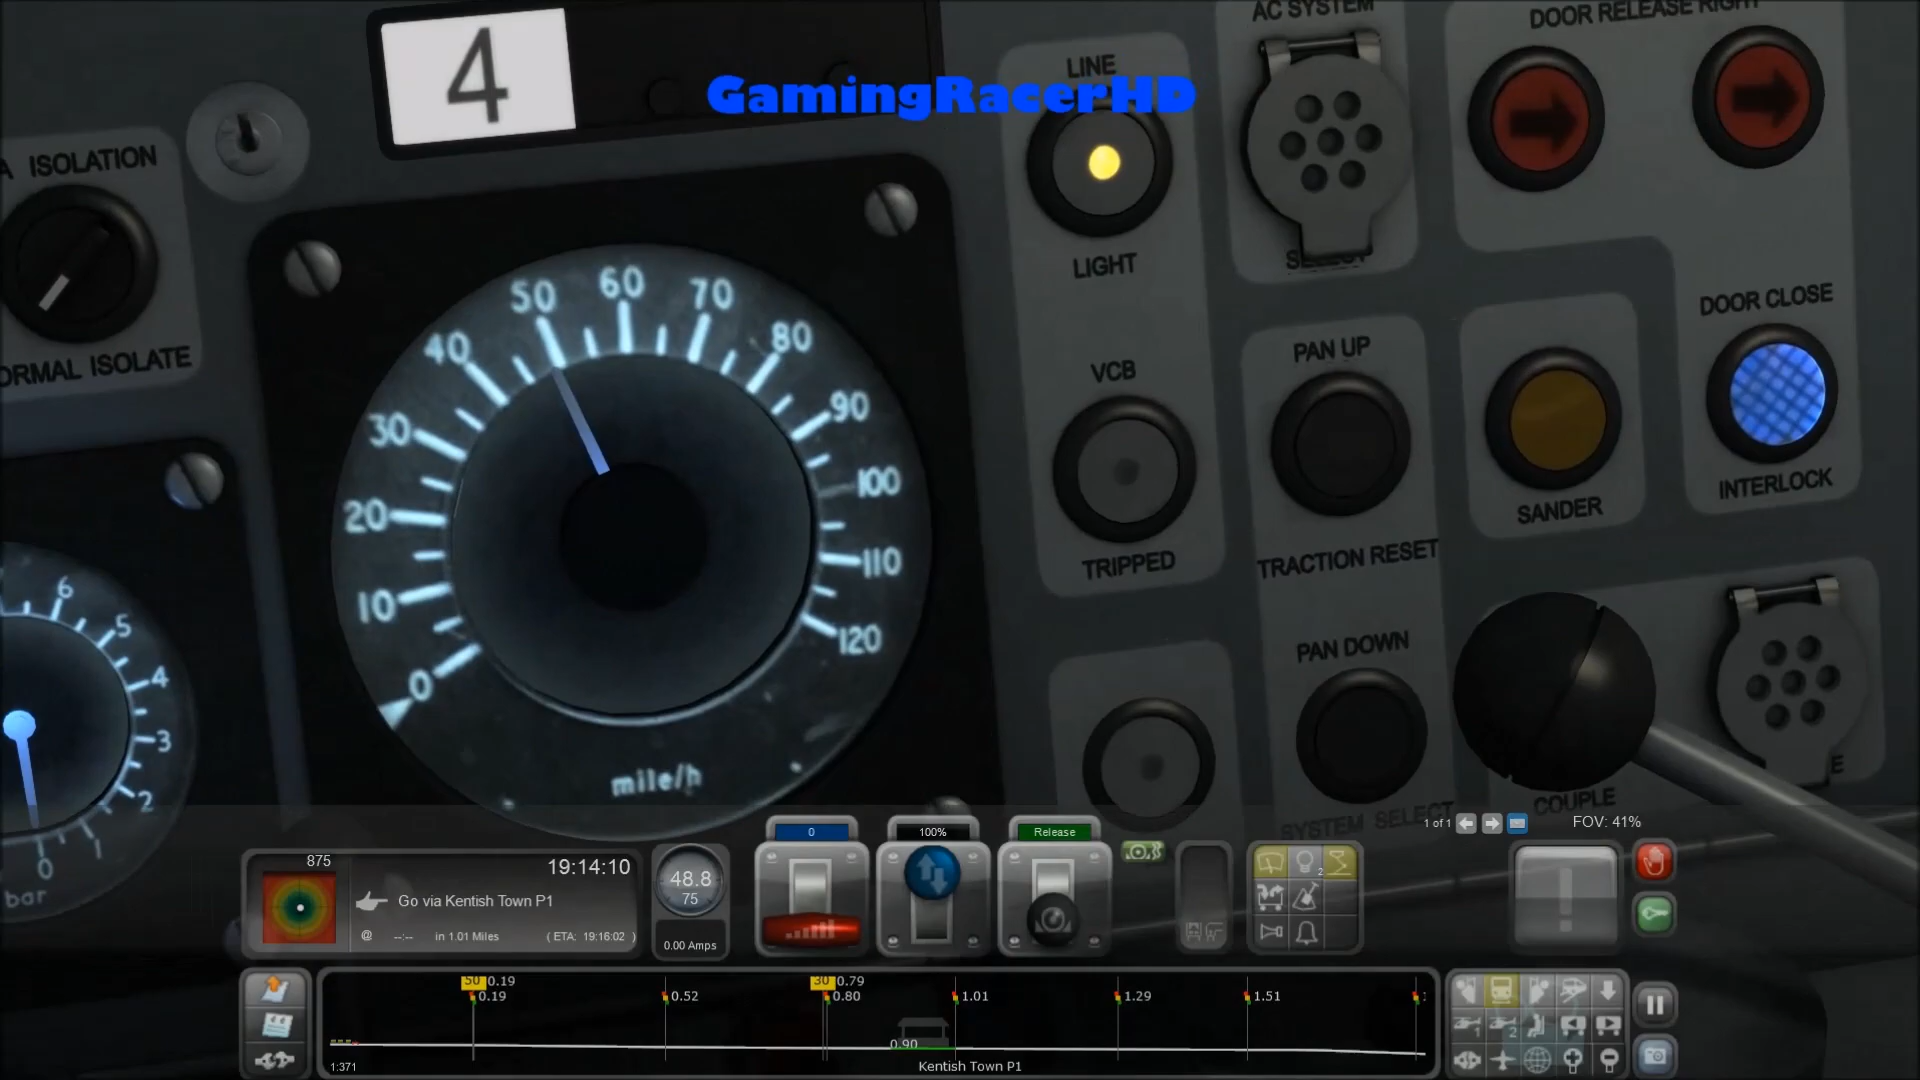 4
GamingRacerHD
AC SYSTEM
DOOR RELEASE RIGHT
LINE
LIGHT
ISOLATION
ISOLATE
DOOR CLOSE
INTERLOCK
PAN UP
TRACTION RESET
VCB
TRIPPED
SANDER
PAN DOWN
SYSTEM SELECT
COUPLE
0 10 20 30 40 50 60 70 80 90 100 110 120
mile/h
6 5 4 3 2 1 0
bar
0
100%
Release
1 of 1
FOV: 41%
875
19:14:10
Go via Kentish Town P1
@ --:-- in 1.01 Miles ( ETA: 19:16:02 )
48.8
75
0.00 Amps
2
50 0.19
0.19
0.52
30 0.79
0.80
1.01
1.29
1.51
0.90
1:371
Kentish Town P1
1
2